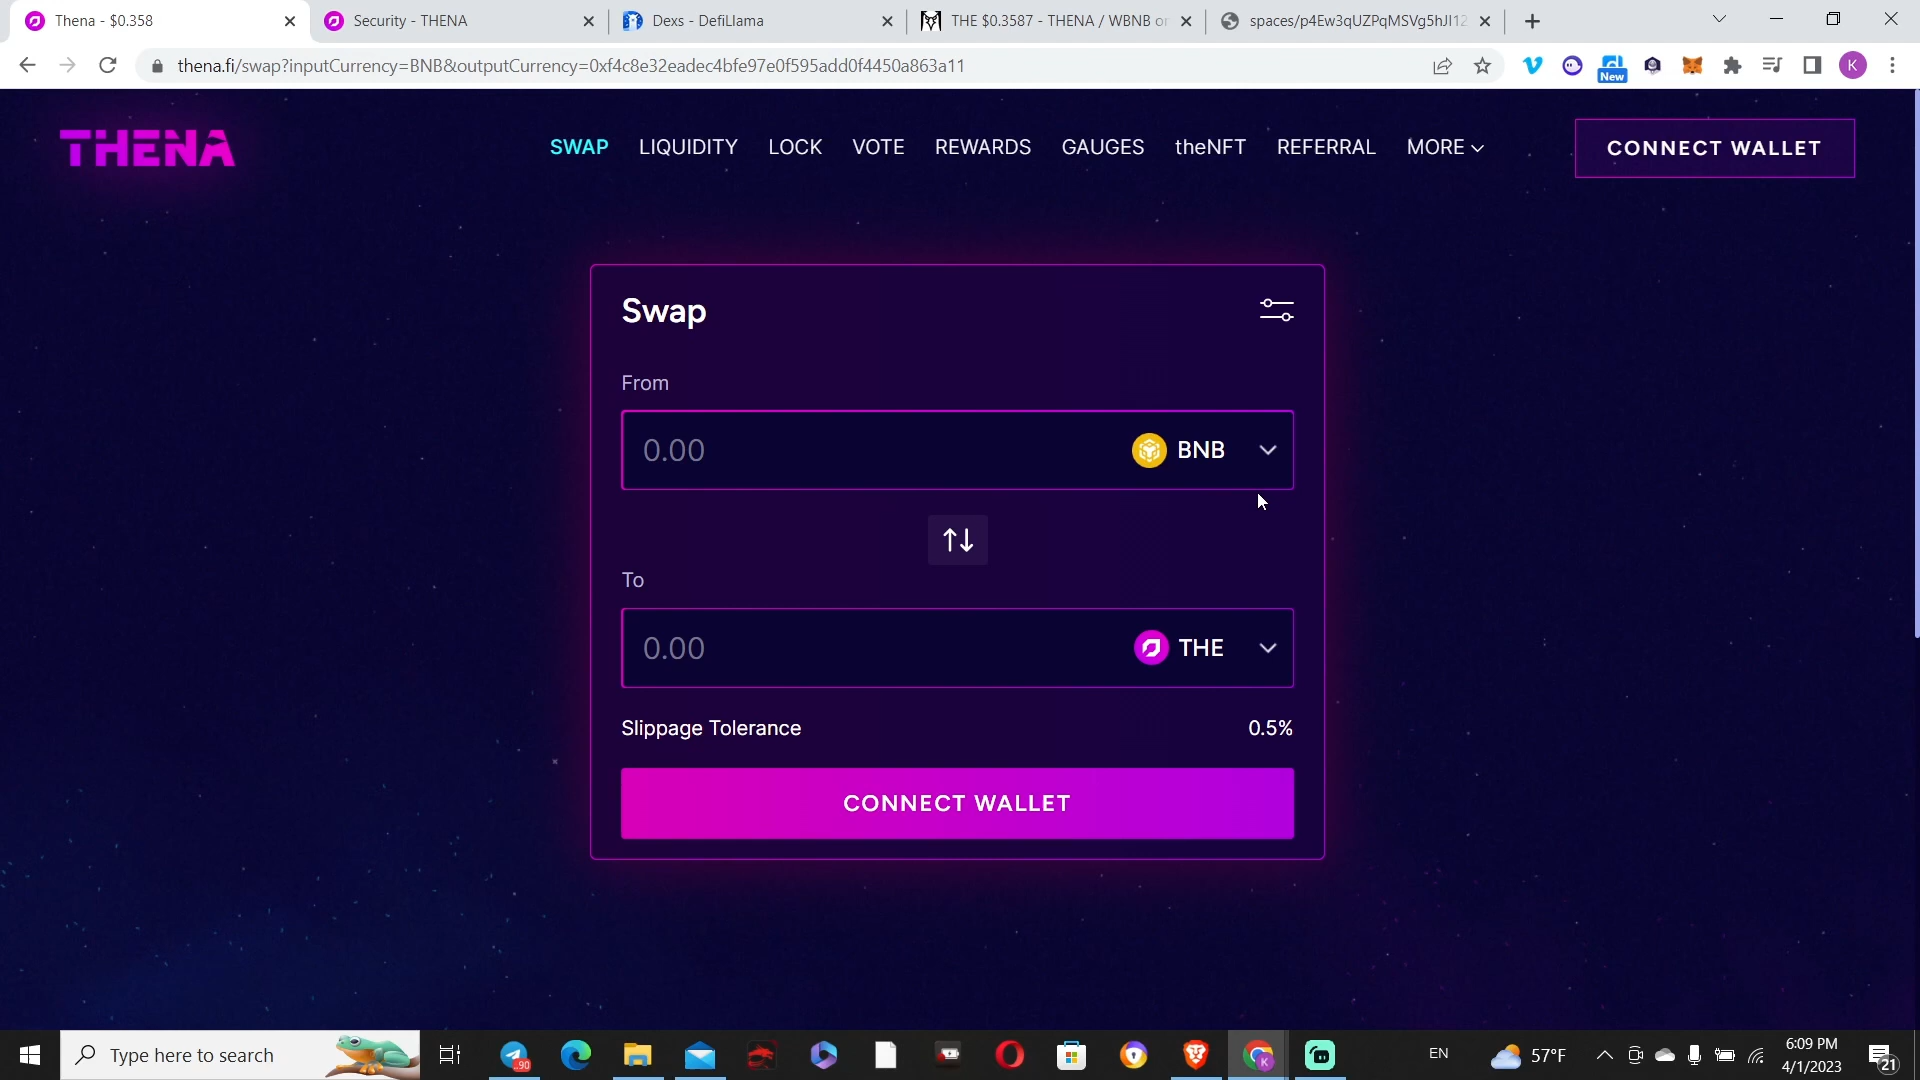 Thena - $0.358
Security - THENA
Dexs - DefiLlama
THE $0.3587 - THENA / WBNB on
spaces/p4Ew3qUZPqMSVg5hJI12
thena.fi/swap?inputCurrency=BNB&outputCurrency=0xf4c8e32eadec4bfe97e0f595add0f4450a863a11
New
K
THENA
SWAP LIQUIDITY LOCK VOTE REWARDS GAUGES theNFT REFERRAL MORE
CONNECT WALLET
Swap
From
0.00 BNB
To
0.00 THE
Slippage Tolerance 0.5%
CONNECT WALLET
Type here to search
90
K
EN
57°F
6:09 PM
4/1/2023
21